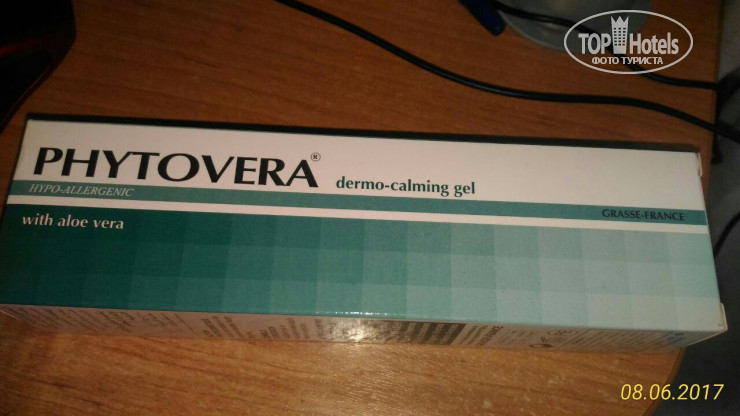 TOP Hotels
ФОТО ТУРИСТА
PHYTOVERA®
dermo-calming gel
HYPO-ALLERGENIC
GRASSE-FRANCE
with aloe vera
08.06.2017